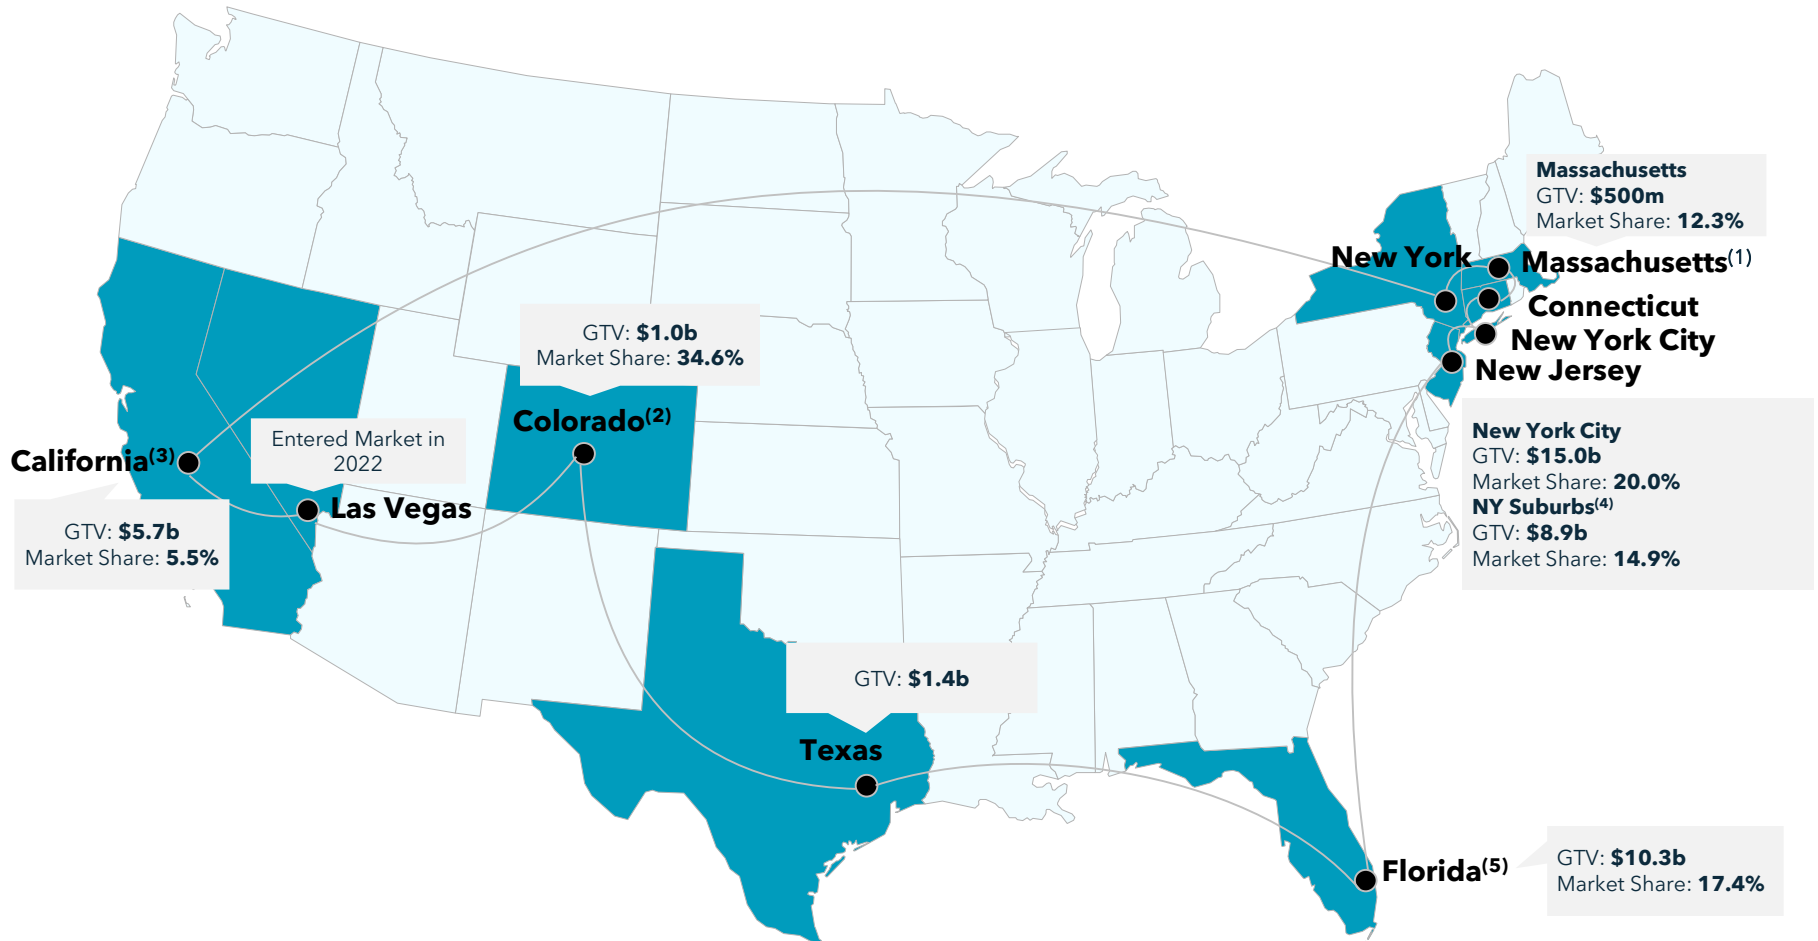 Massachusetts
GTV: $500m
Market Share: 12.3%
New York
Massachusetts(1)
Connecticut
New York City
New Jersey
GTV: $1.0b
Market Share: 34.6%
Colorado(2)
Entered Market in
2022
California(3)
Las Vegas
GTV: $5.7b
Market Share: 5.5%
New York City
GTV: $15.0b
Market Share: 20.0%
NY Suburbs(4)
GTV: $8.9b
Market Share: 14.9%
GTV: $1.4b
Texas
Florida(5)
GTV: $10.3b
Market Share: 17.4%